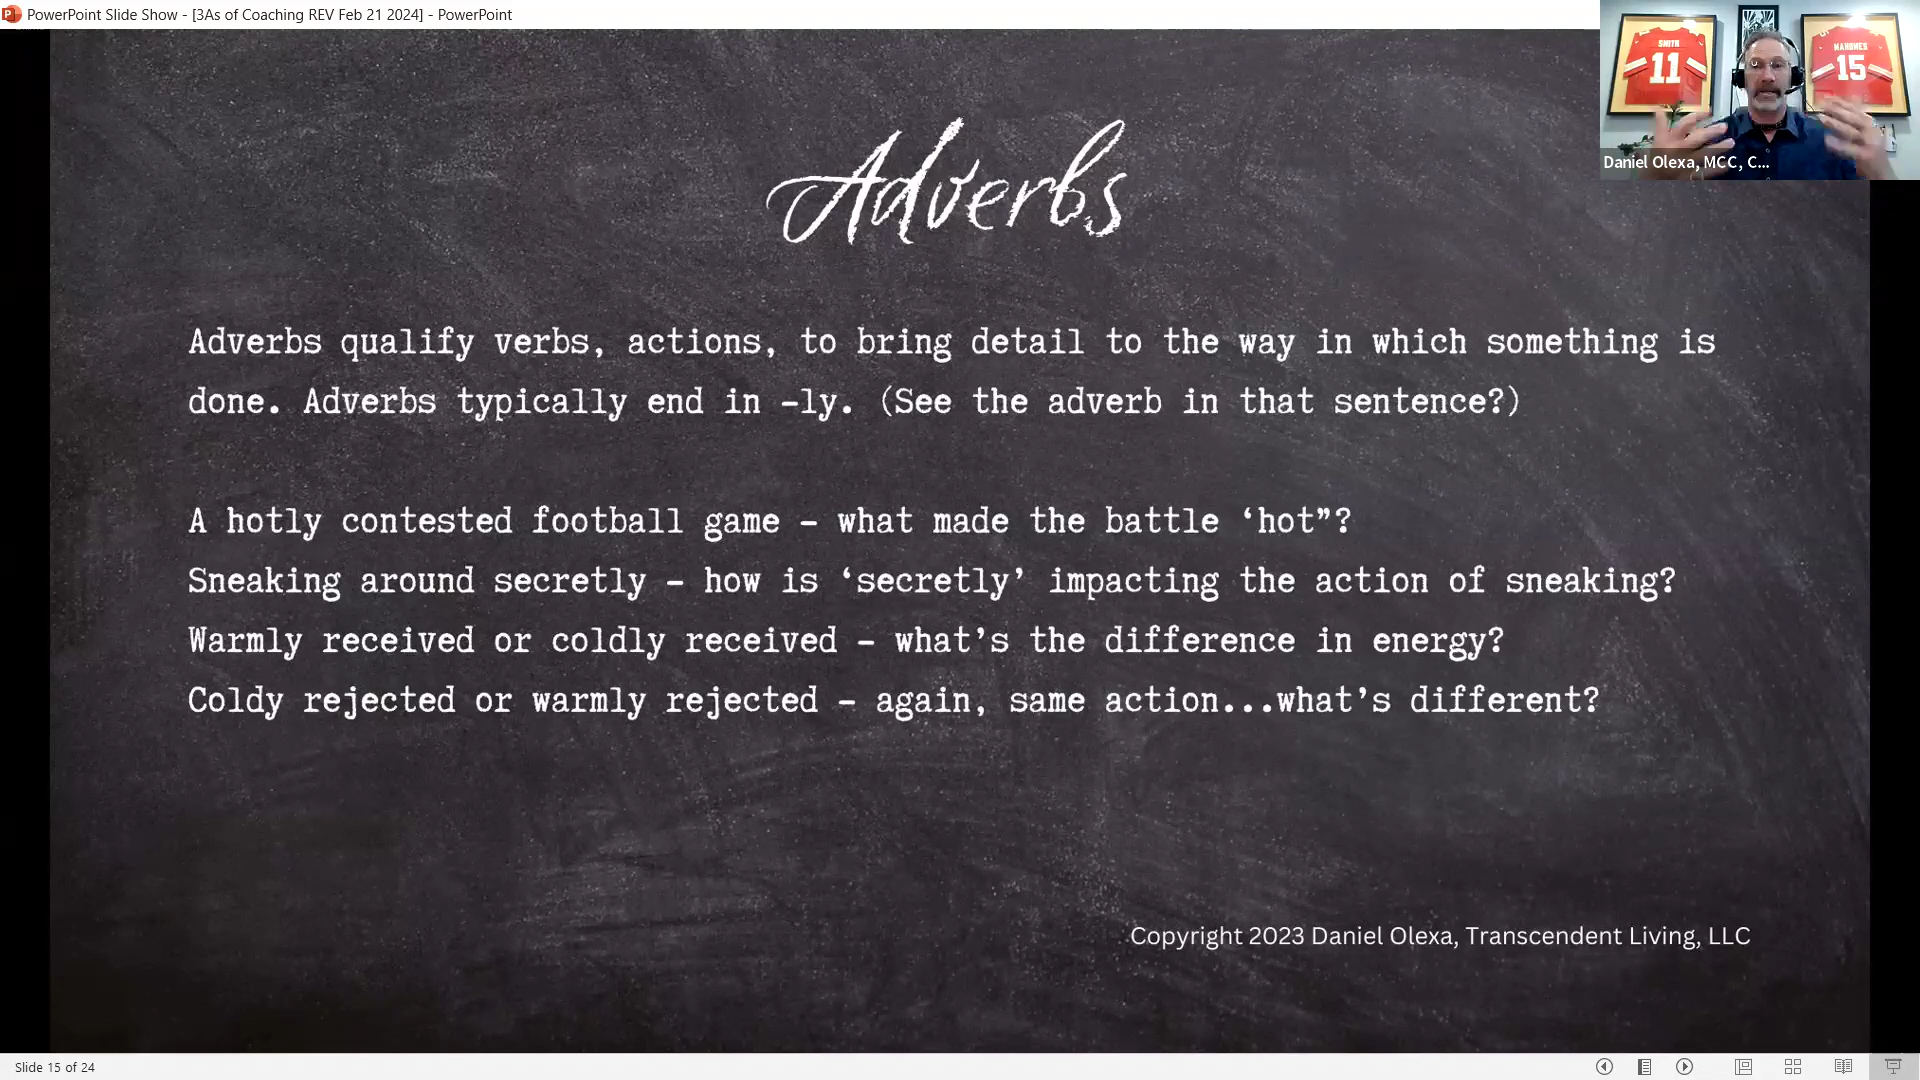 PowerPoint Slide Show - [3As of Coaching REV Feb 21 2024] - PowerPoint
SMITH
11
MAHOMES
15
Daniel Olexa, MCC, C...
Adverbs
Adverbs qualify verbs, actions, to bring detail to the way in which something is
done. Adverbs typically end in -ly. (See the adverb in that sentence?)
A hotly contested football game - what made the battle ‘hot”?
Sneaking around secretly - how is ‘secretly’ impacting the action of sneaking?
Warmly received or coldly received - what’s the difference in energy?
Coldy rejected or warmly rejected - again, same action...what’s different?
Copyright 2023 Daniel Olexa, Transcendent Living, LLC
Slide 15 of 24